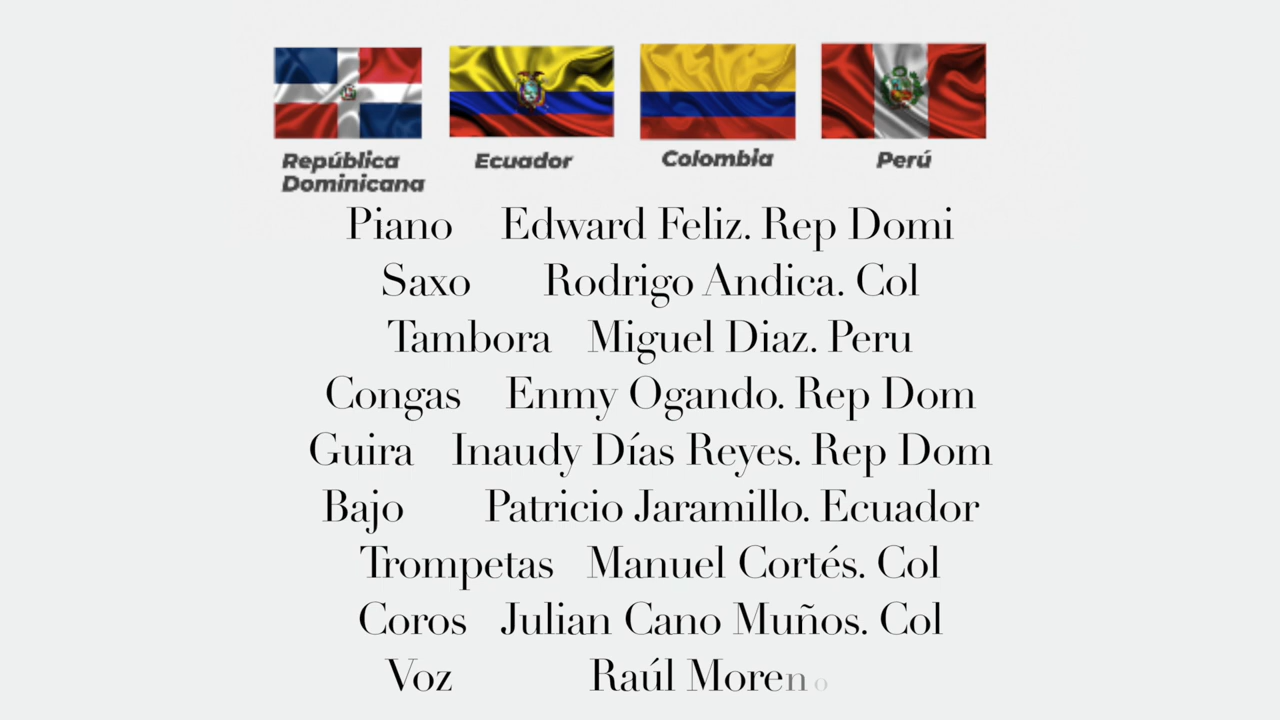 República Dominicana
Ecuador
Colombia
Perú
Piano Edward Feliz. Rep Domi
Saxo Rodrigo Andica. Col
Tambora Miguel Diaz. Peru
Congas Enmy Ogando. Rep Dom
Guira Inaudy Días Reyes. Rep Dom
Bajo Patricio Jaramillo. Ecuador
Trompetas Manuel Cortés. Col
Coros Julian Cano Muños. Col
Voz Raúl Moreno